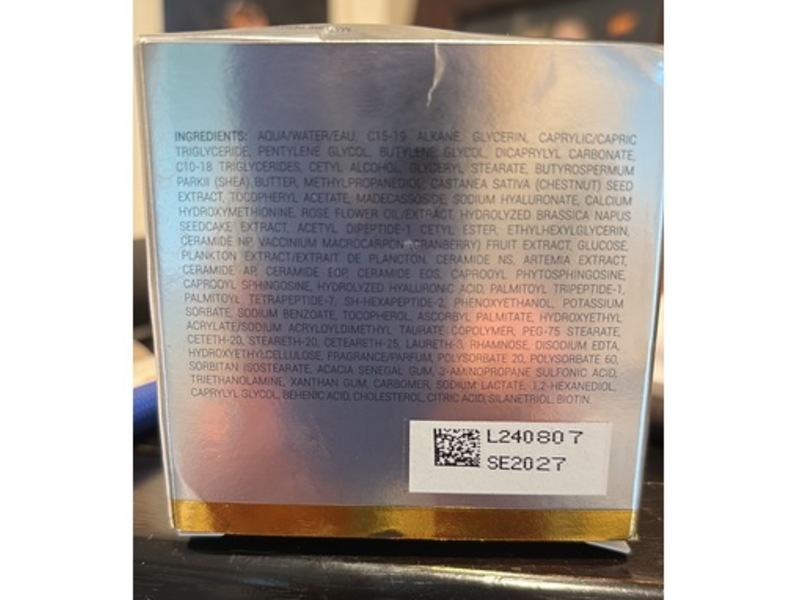 INGREDIENTS: AQUA/WATER/EAU, C15-19 ALKANE, GLYCERIN, CAPRYLIC/CAPRIC
TRIGLYCERIDE, PENTYLENE GLYCOL, BUTYLENE GLYCOL, DICAPRYLYL CARBONATE,
C10-18 TRIGLYCERIDES, CETYL ALCOHOL, GLYCERYL STEARATE, BUTYROSPERMUM
PARKII (SHEA) BUTTER, METHYLPROPANEDIOL, CASTANEA SATIVA (CHESTNUT) SEED
EXTRACT, TOCOPHERYL ACETATE, MADECASSOSIDE, SODIUM HYALURONATE, CALCIUM
HYDROXYMETHIONINE, ROSE FLOWER OIL/EXTRACT, HYDROLYZED BRASSICA NAPUS
SEEDCAKE EXTRACT, ACETYL DIPEPTIDE-1 CETYL ESTER, ETHYLHEXYLGLYCERIN,
CERAMIDE NP, VACCINIUM MACROCARPON (CRANBERRY) FRUIT EXTRACT, GLUCOSE,
PLANKTON EXTRACT/EXTRAIT DE PLANCTON, CERAMIDE NS, ARTEMIA EXTRACT,
CERAMIDE AP, CERAMIDE EOP, CERAMIDE EOS, CAPROOYL PHYTOSPHINGOSINE,
CAPROOYL SPHINGOSINE, HYDROLYZED HYALURONIC ACID, PALMITOYL TRIPEPTIDE-1,
PALMITOYL TETRAPEPTIDE-7, SH-HEXAPEPTIDE-2, PHENOXYETHANOL, POTASSIUM
SORBATE, SODIUM BENZOATE, TOCOPHEROL, ASCORBYL PALMITATE, HYDROXYETHYL
ACRYLATE/SODIUM ACRYLOYLDIMETHYL TAURATE COPOLYMER, PEG-75 STEARATE,
CETETH-20, STEARETH-20, CETEARETH-25, LAURETH-3, RHAMNOSE, DISODIUM EDTA,
HYDROXYETHYLCELLULOSE, FRAGRANCE/PARFUM, POLYSORBATE 20, POLYSORBATE 60,
SORBITAN ISOSTEARATE, ACACIA SENEGAL GUM, 3-AMINOPROPANE SULFONIC ACID,
TRIETHANOLAMINE, XANTHAN GUM, CARBOMER, SODIUM LACTATE, 1,2-HEXANEDIOL,
CAPRYLYL GLYCOL, BEHENIC ACID, CHOLESTEROL, CITRIC ACID, SILANETRIOL, BIOTIN.
L240807
SE2027